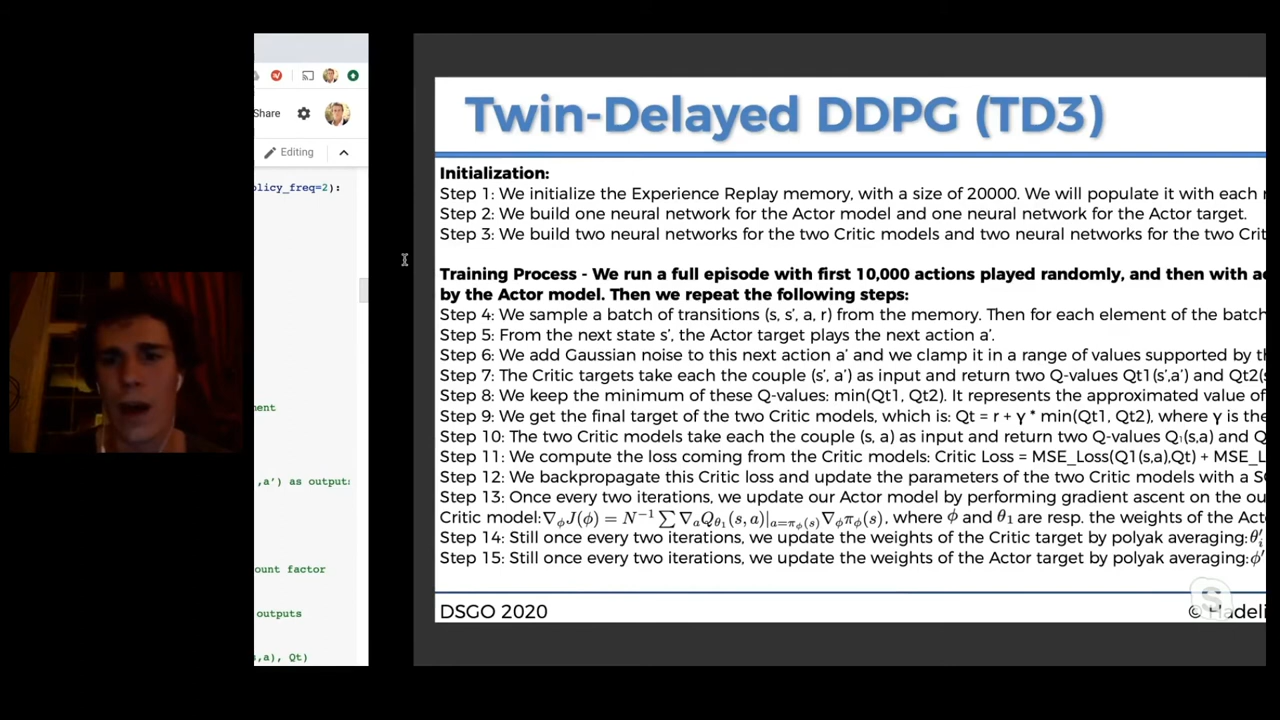 Share
Editing
olicy_freq=2):
ment
,a') as outputs
ount factor
outputs
s,a), Qt)
Twin-Delayed DDPG (TD3)
Initialization:
Step 1: We initialize the Experience Replay memory, with a size of 20000. We will populate it with each
Step 2: We build one neural network for the Actor model and one neural network for the Actor target.
Step 3: We build two neural networks for the two Critic models and two neural networks for the two Crit
Training Process - We run a full episode with first 10,000 actions played randomly, and then with ac
by the Actor model. Then we repeat the following steps:
Step 4: We sample a batch of transitions (s, s', a, r) from the memory. Then for each element of the batch
Step 5: From the next state s', the Actor target plays the next action a'.
Step 6: We add Gaussian noise to this next action a' and we clamp it in a range of values supported by th
Step 7: The Critic targets take each the couple (s', a') as input and return two Q-values Qt1(s',a') and Qt2(s
Step 8: We keep the minimum of these Q-values: min(Qt1, Qt2). It represents the approximated value of
Step 9: We get the final target of the two Critic models, which is: Qt = r + γ * min(Qt1, Qt2), where γ is the
Step 10: The two Critic models take each the couple (s, a) as input and return two Q-values Q₁(s,a) and Q
Step 11: We compute the loss coming from the Critic models: Critic Loss = MSE_Loss(Q1(s,a),Qt) + MSE_L
Step 12: We backpropagate this Critic loss and update the parameters of the two Critic models with a SG
Step 13: Once every two iterations, we update our Actor model by performing gradient ascent on the ou
Critic model:∇ϕJ(ϕ) = N⁻¹ ∑ ∇ₐQθ₁(s, a)|ₐ₌πϕ(s)∇ϕπϕ(s), where ϕ and θ₁ are resp. the weights of the Act
Step 14: Still once every two iterations, we update the weights of the Critic target by polyak averaging:θ'ᵢ
Step 15: Still once every two iterations, we update the weights of the Actor target by polyak averaging:ϕ'
DSGO 2020
© Hadeli